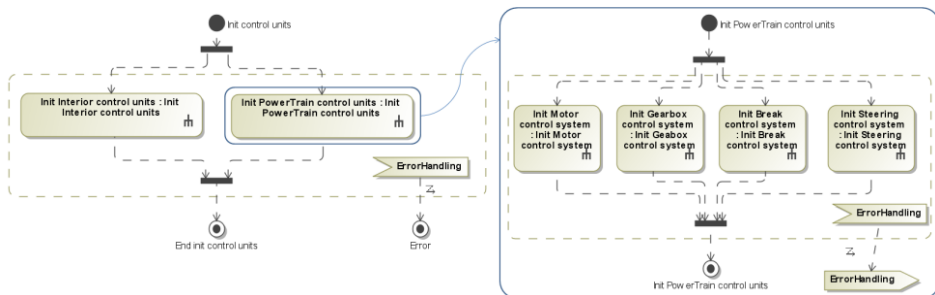 Init control units
Init Interior control units : Init
Interior control units
Init PowerTrain control units : Init
PowerTrain control units
ErrorHandling
End init control units
Error
Init PowerTrain control units
Init Motor
control system
: Init Motor
control system
Init Gearbox
control system
: Init Geabox
control system
Init Break
control system
: Init Break
control system
Init Steering
control system
: Init Steering
control system
ErrorHandling
Init PowerTrain control units
ErrorHandling